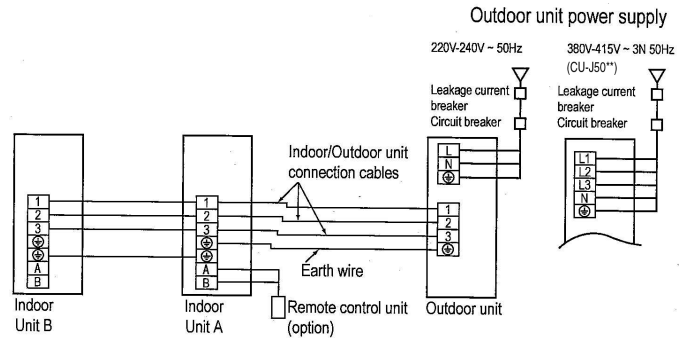 Outdoor unit power supply
220V-240V ~ 50Hz
380V-415V ~ 3N 50Hz
(CU-J50**)
Leakage current
breaker
Circuit breaker
Leakage current
breaker
Circuit breaker
L
N
L1
L2
L3
N
Indoor/Outdoor unit
connection cables
1
2
3
A
B
1
2
3
A
B
1
2
3
Earth wire
Indoor
Unit B
Indoor
Unit A
Remote control unit
(option)
Outdoor unit